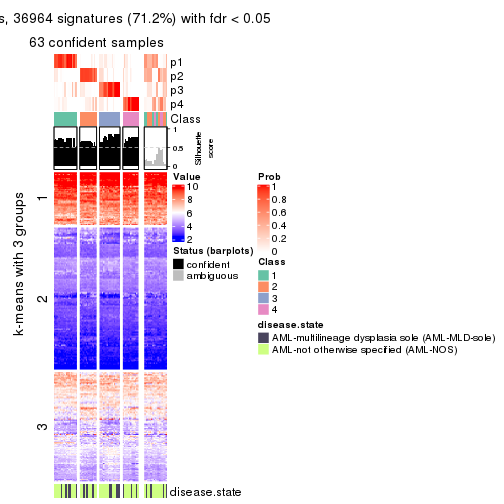 s, 36964 signatures (71.2%) with fdr < 0.05
63 confident samples
p1
p2
p3
p4
Class
1
0.5
0
Silhouette
score
k-means with 3 groups
1
2
3
disease.state
Value
10
8
6
4
2
Status (barplots)
confident
ambiguous
Prob
1
0.8
0.6
0.4
0.2
0
Class
1
2
3
4
disease.state
AML-multilineage dysplasia sole (AML-MLD-sole)
AML-not otherwise specified (AML-NOS)